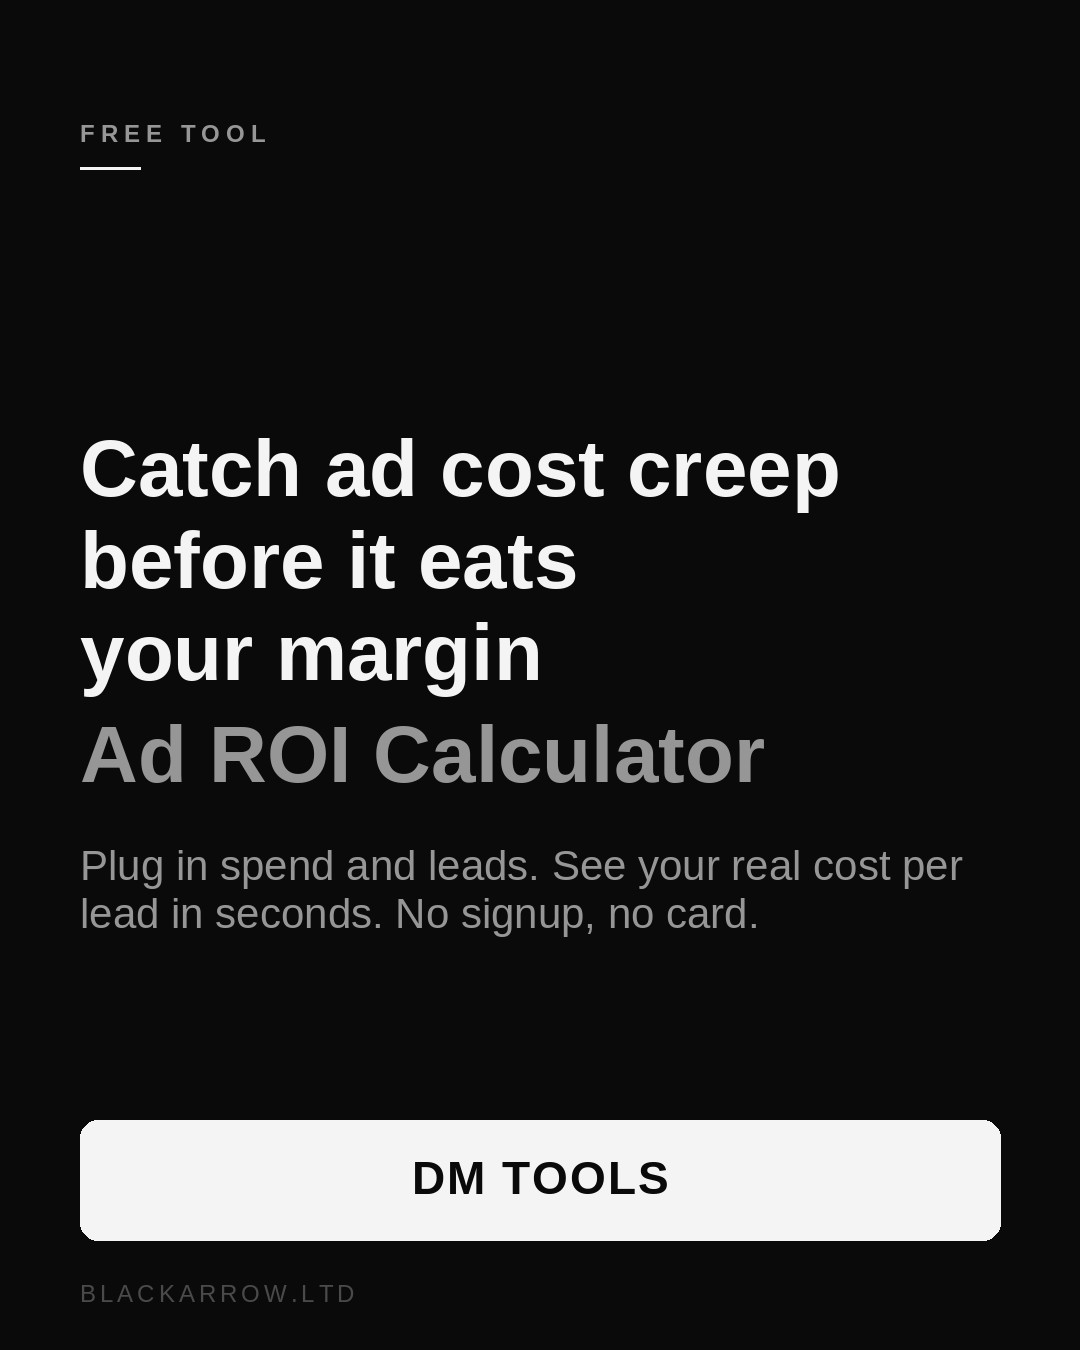 FREE TOOL
Catch ad cost creep
before it eats
your margin
Ad ROI Calculator
Plug in spend and leads. See your real cost per
lead in seconds. No signup, no card.
DM TOOLS
BLACKARROW.LTD